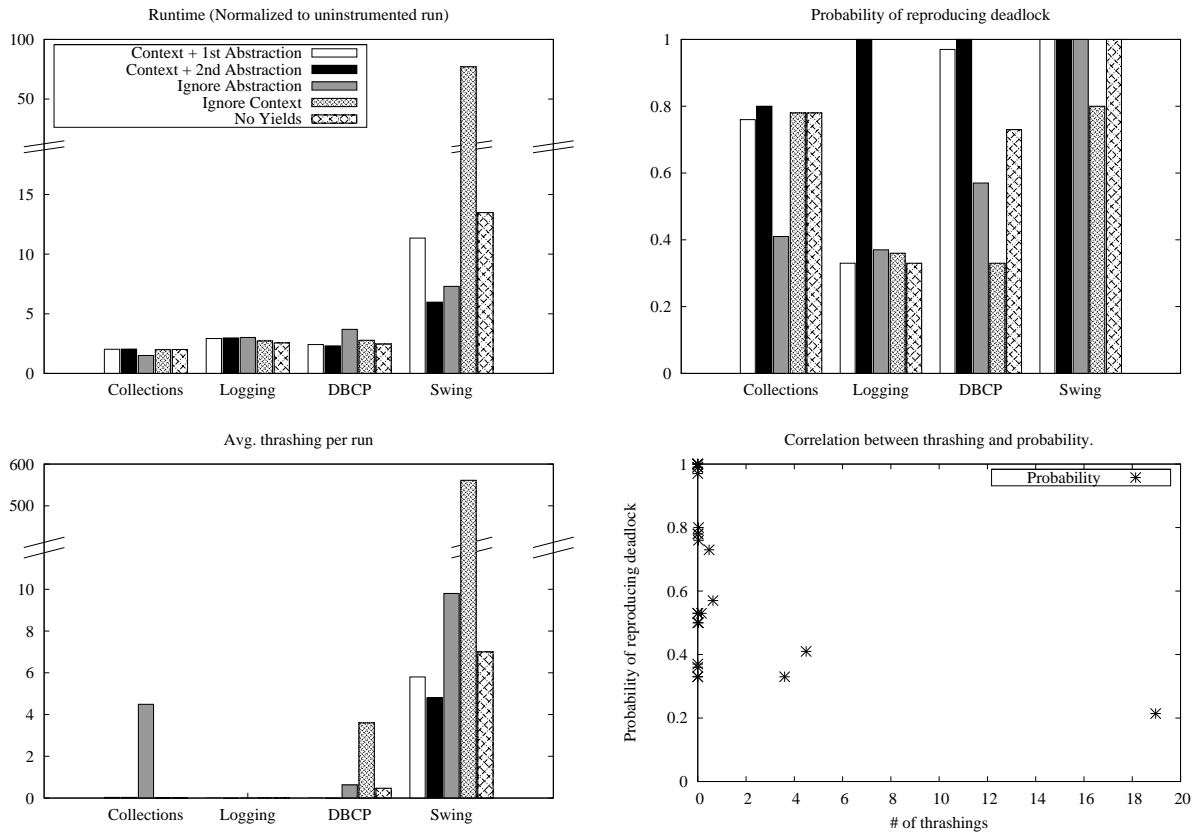 Runtime (Normalized to uninstrumented run)
100
50
15
10
5
0
Context + 1st Abstraction
Context + 2nd Abstraction
Ignore Abstraction
Ignore Context
No Yields
Collections Logging DBCP Swing
Probability of reproducing deadlock
1
0.8
0.6
0.4
0.2
0
Collections Logging DBCP Swing
Avg. thrashing per run
600
500
10
8
6
4
2
0
Collections Logging DBCP Swing
Correlation between thrashing and probability.
Probability of reproducing deadlock
1
0.8
0.6
0.4
0.2
0
Probability
0 2 4 6 8 10 12 14 16 18 20
# of thrashings